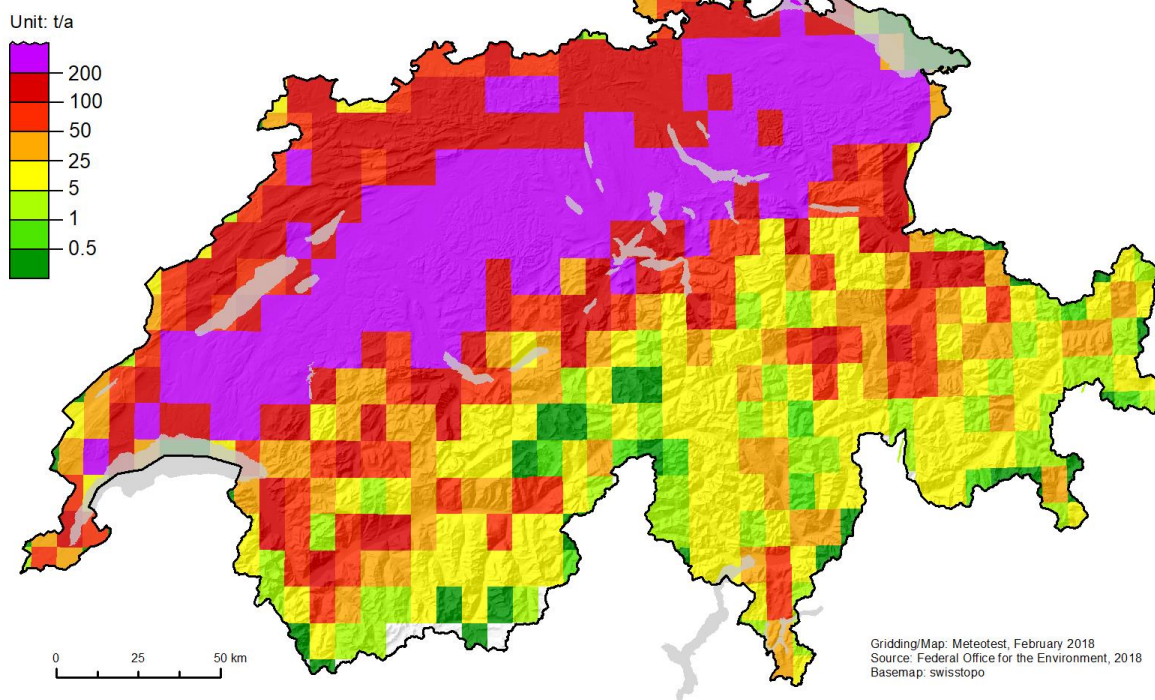 Unit: t/a
200
100
50
25
5
1
0.5
0 25 50 km
Gridding/Map: Meteotest, February 2018
Source: Federal Office for the Environment, 2018
Basemap: swisstopo